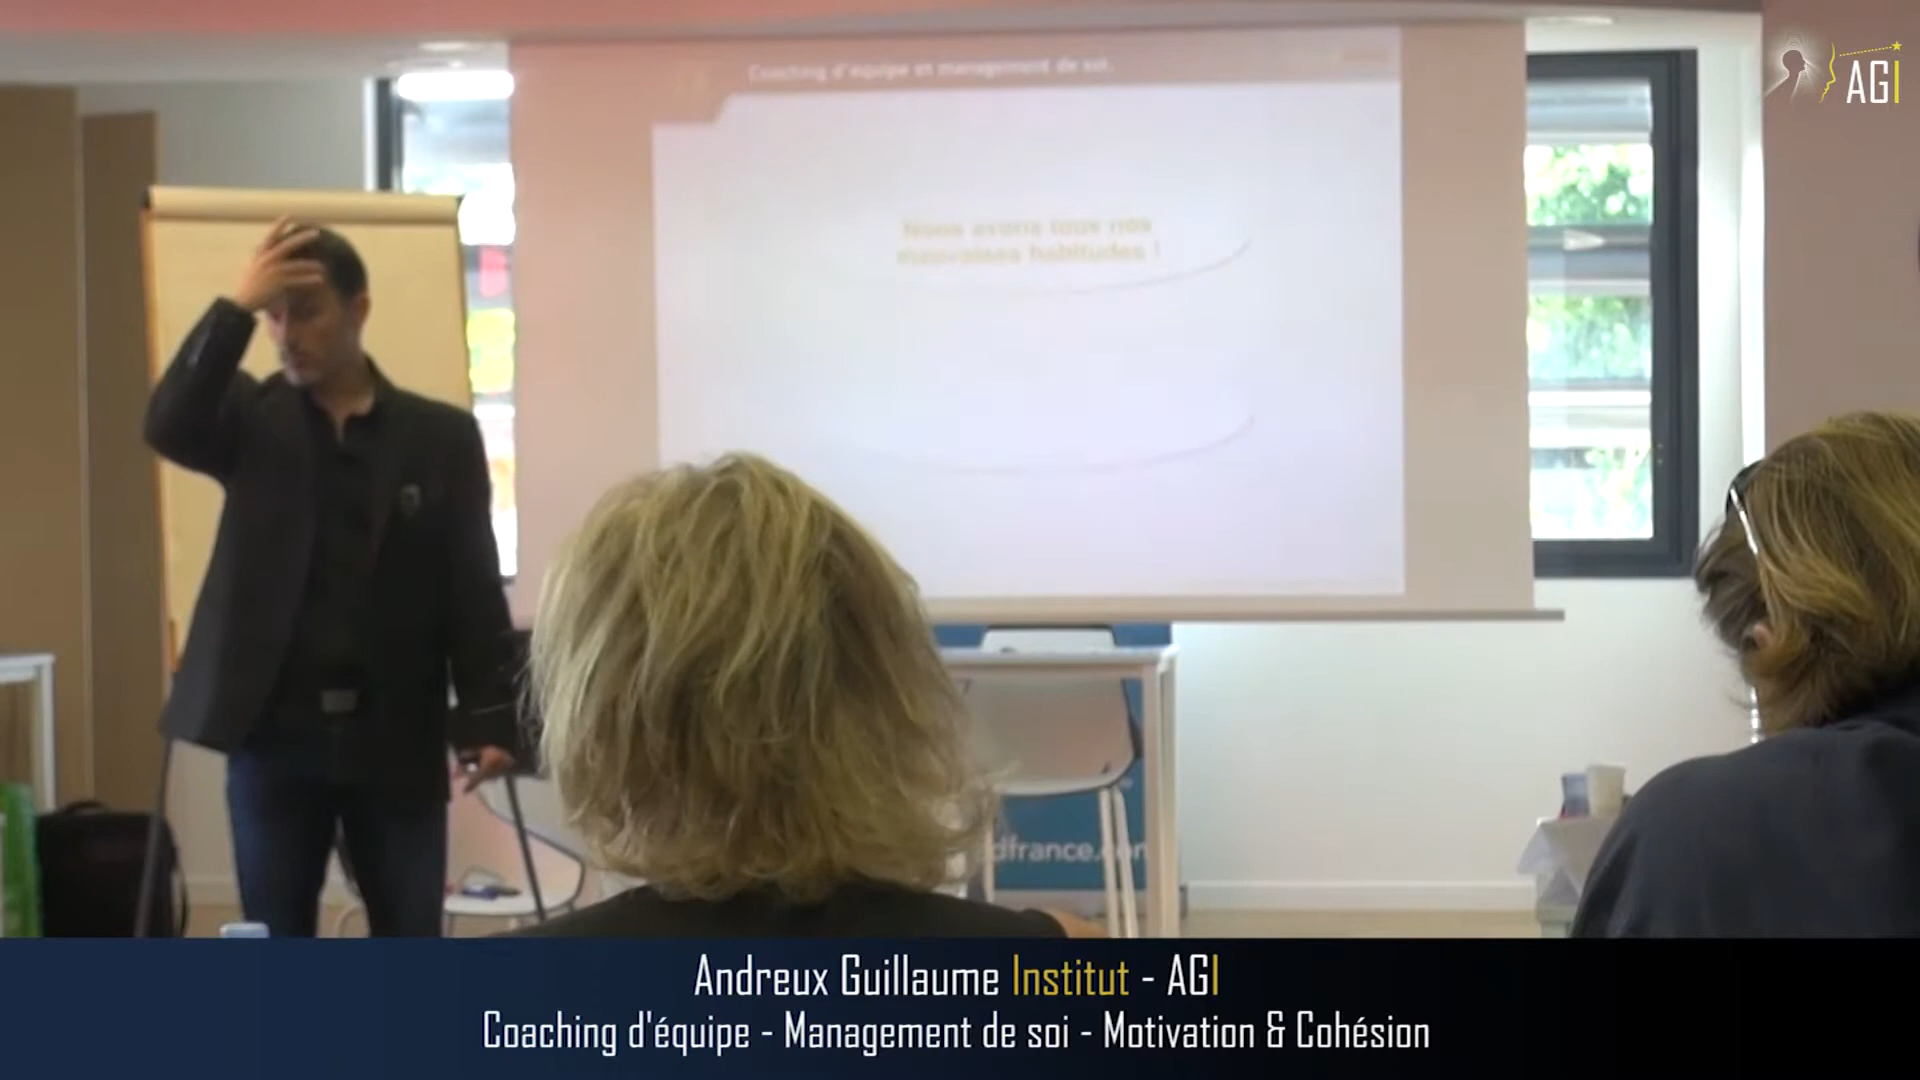 Coaching d'équipe et management de soi.
AGI
Nous avons tous nos
mauvaises habitudes !
dfrance.com
Andreux Guillaume Institut - AGI
Coaching d'équipe - Management de soi - Motivation & Cohésion